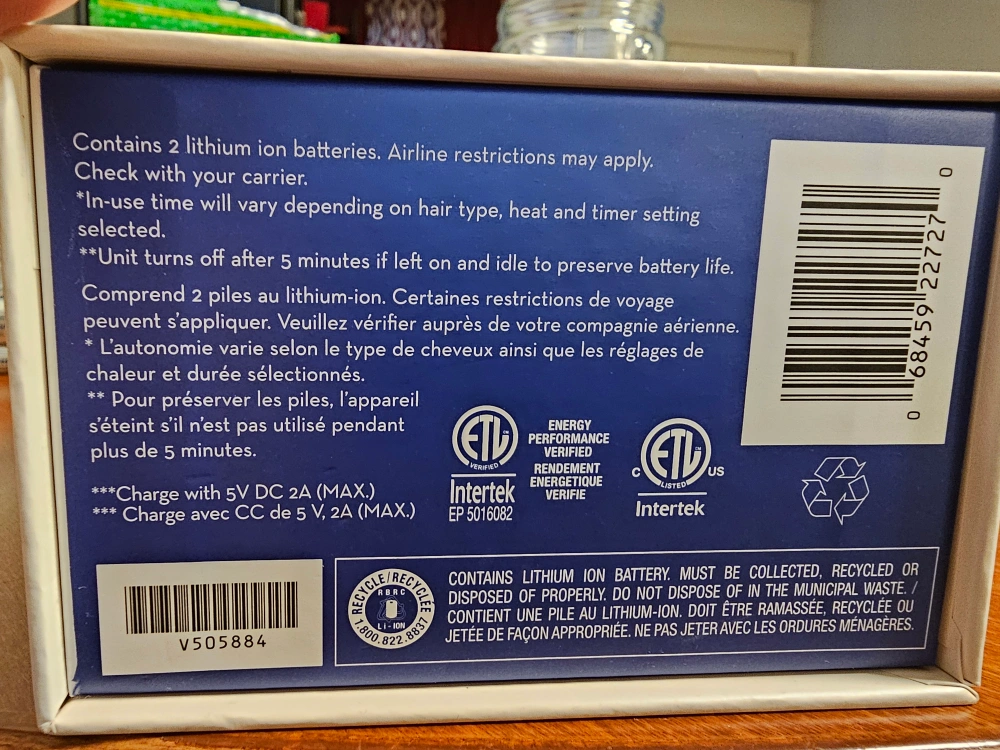 Contains 2 lithium ion batteries. Airline restrictions may apply.
Check with your carrier.
*In-use time will vary depending on hair type, heat and timer setting
selected.
**Unit turns off after 5 minutes if left on and idle to preserve battery life.
Comprend 2 piles au lithium-ion. Certaines restrictions de voyage
peuvent s'appliquer. Veuillez vérifier auprès de votre compagnie aérienne.
* L'autonomie varie selon le type de cheveux ainsi que les réglages de
chaleur et durée sélectionnés.
** Pour préserver les piles, l'appareil
s'éteint s'il n'est pas utilisé pendant
plus de 5 minutes.
***Charge with 5V DC 2A (MAX.)
*** Charge avec CC de 5 V, 2A (MAX.)
ETL
VERIFIED
Intertek
EP 5016082
ENERGY
PERFORMANCE
VERIFIED
RENDEMENT
ENERGETIQUE
VERIFIE
C ETL US
LISTED
Intertek
0 68459 22727 0
V505884
RECYCLE/RECYCLÉE
RBRC
Li-ION
1.800.822.8837
CONTAINS LITHIUM ION BATTERY. MUST BE COLLECTED, RECYCLED OR
DISPOSED OF PROPERLY. DO NOT DISPOSE OF IN THE MUNICIPAL WASTE. /
CONTIENT UNE PILE AU LITHIUM-ION. DOIT ÊTRE RAMASSÉE, RECYCLÉE OU
JETÉE DE FAÇON APPROPRIÉE. NE PAS JETER AVEC LES ORDURES MÉNAGÈRES.